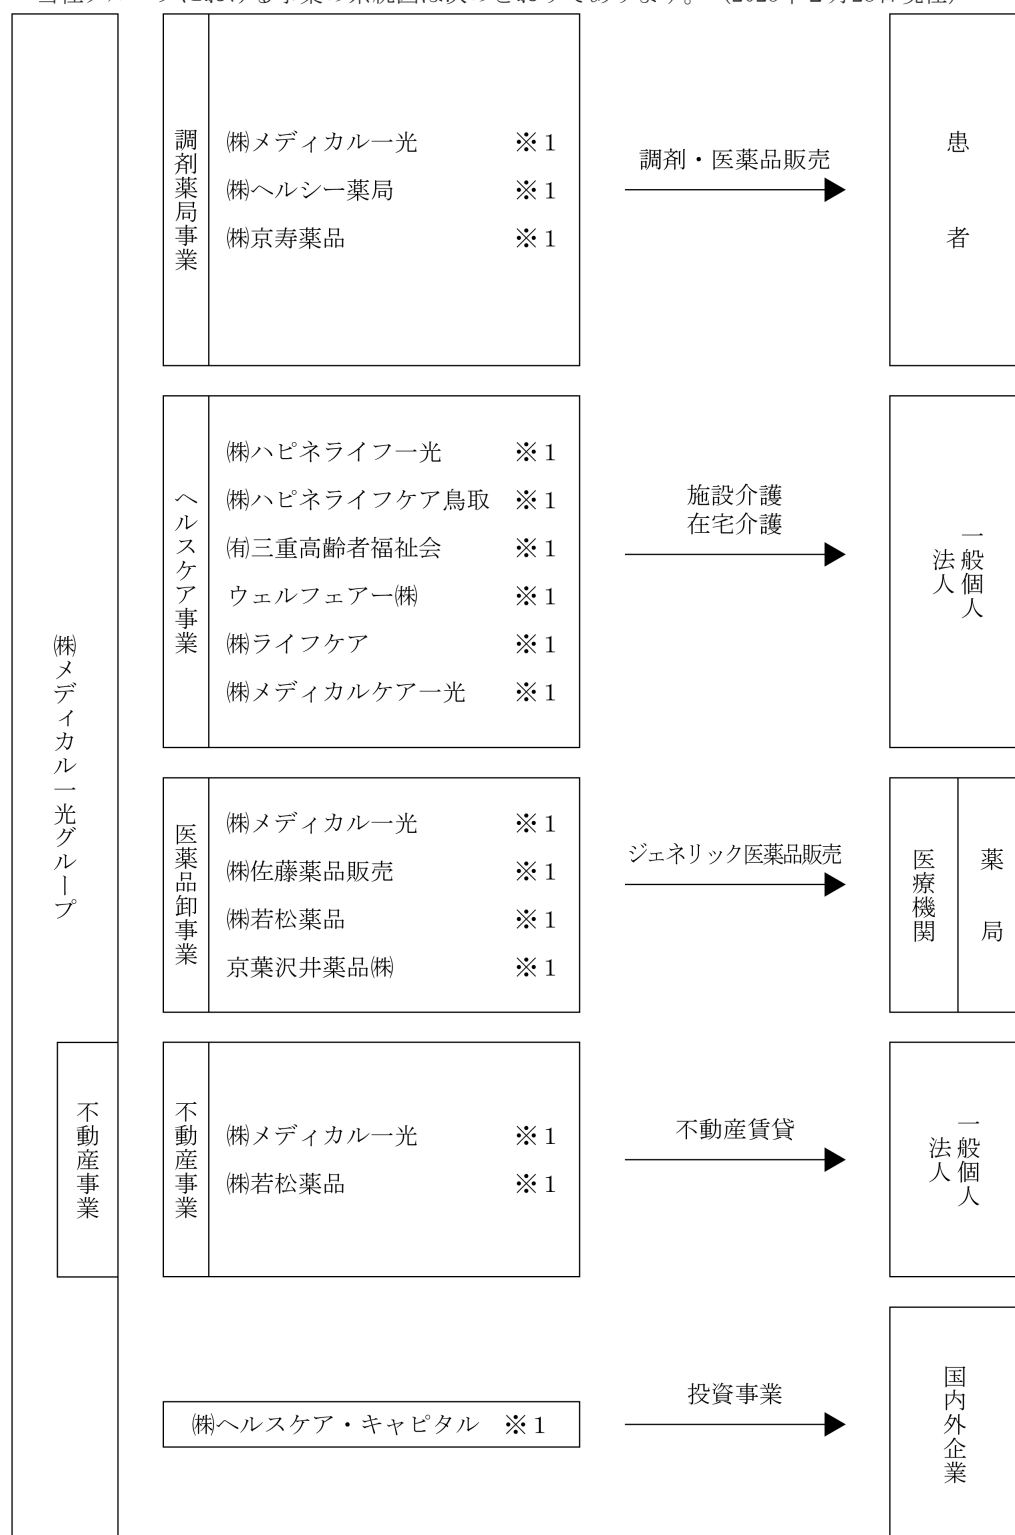 ㈱メディカル一光グループ
不動産事業
調剤薬局事業
㈱メディカル一光 ※1
㈱ヘルシー薬局 ※1
㈱京寿薬品 ※1
調剤・医薬品販売
患者
ヘルスケア事業
㈱ハピネライフ一光 ※1
㈱ハピネライフケア鳥取 ※1
㈲三重高齢者福祉会 ※1
ウェルフェアー㈱ ※1
㈱ライフケア ※1
㈱メディカルケア一光 ※1
施設介護
在宅介護
一般個人
法人
医薬品卸事業
㈱メディカル一光 ※1
㈱佐藤薬品販売 ※1
㈱若松薬品 ※1
京葉沢井薬品㈱ ※1
ジェネリック医薬品販売
医療機関
薬局
不動産事業
㈱メディカル一光 ※1
㈱若松薬品 ※1
不動産賃貸
一般個人
法人
㈱ヘルスケア・キャピタル ※1
投資事業
国内外企業